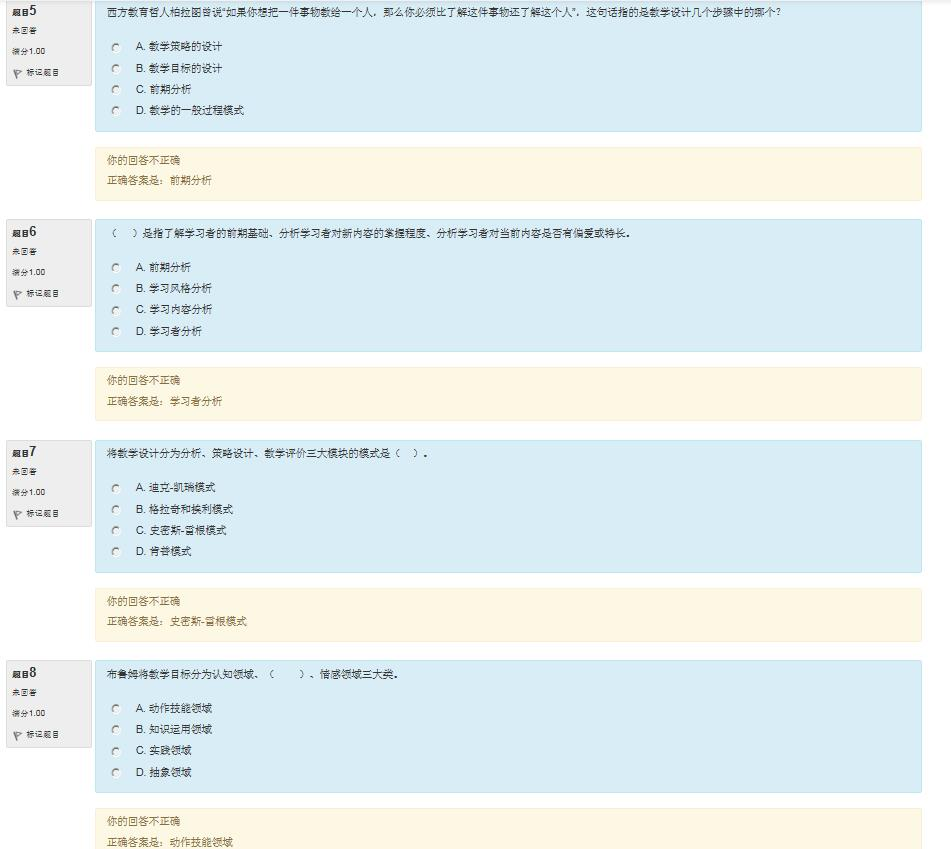 题目5
未回答
满分1.00
标记题目
西方教育哲人柏拉图曾说“如果你想把一件事物教给一个人，那么你必须比了解这件事物还了解这个人”，这句话指的是教学设计几个步骤中的哪个？
A. 教学策略的设计
B. 教学目标的设计
C. 前期分析
D. 教学的一般过程模式
你的回答不正确
正确答案是：前期分析
题目6
未回答
满分1.00
标记题目
（ ）是指了解学习者的前期基础、分析学习者对新内容的掌握程度、分析学习者对当前内容是否有偏爱或特长。
A. 前期分析
B. 学习风格分析
C. 学习内容分析
D. 学习者分析
你的回答不正确
正确答案是：学习者分析
题目7
未回答
满分1.00
标记题目
将教学设计分为分析、策略设计、教学评价三大模块的模式是（ ）。
A. 迪克-凯瑞模式
B. 格拉奇和埃利模式
C. 史密斯-雷根模式
D. 肯普模式
你的回答不正确
正确答案是：史密斯-雷根模式
题目8
未回答
满分1.00
标记题目
布鲁姆将教学目标分为认知领域、（ ）、情感领域三大类。
A. 动作技能领域
B. 知识运用领域
C. 实践领域
D. 抽象领域
你的回答不正确
正确答案是：动作技能领域